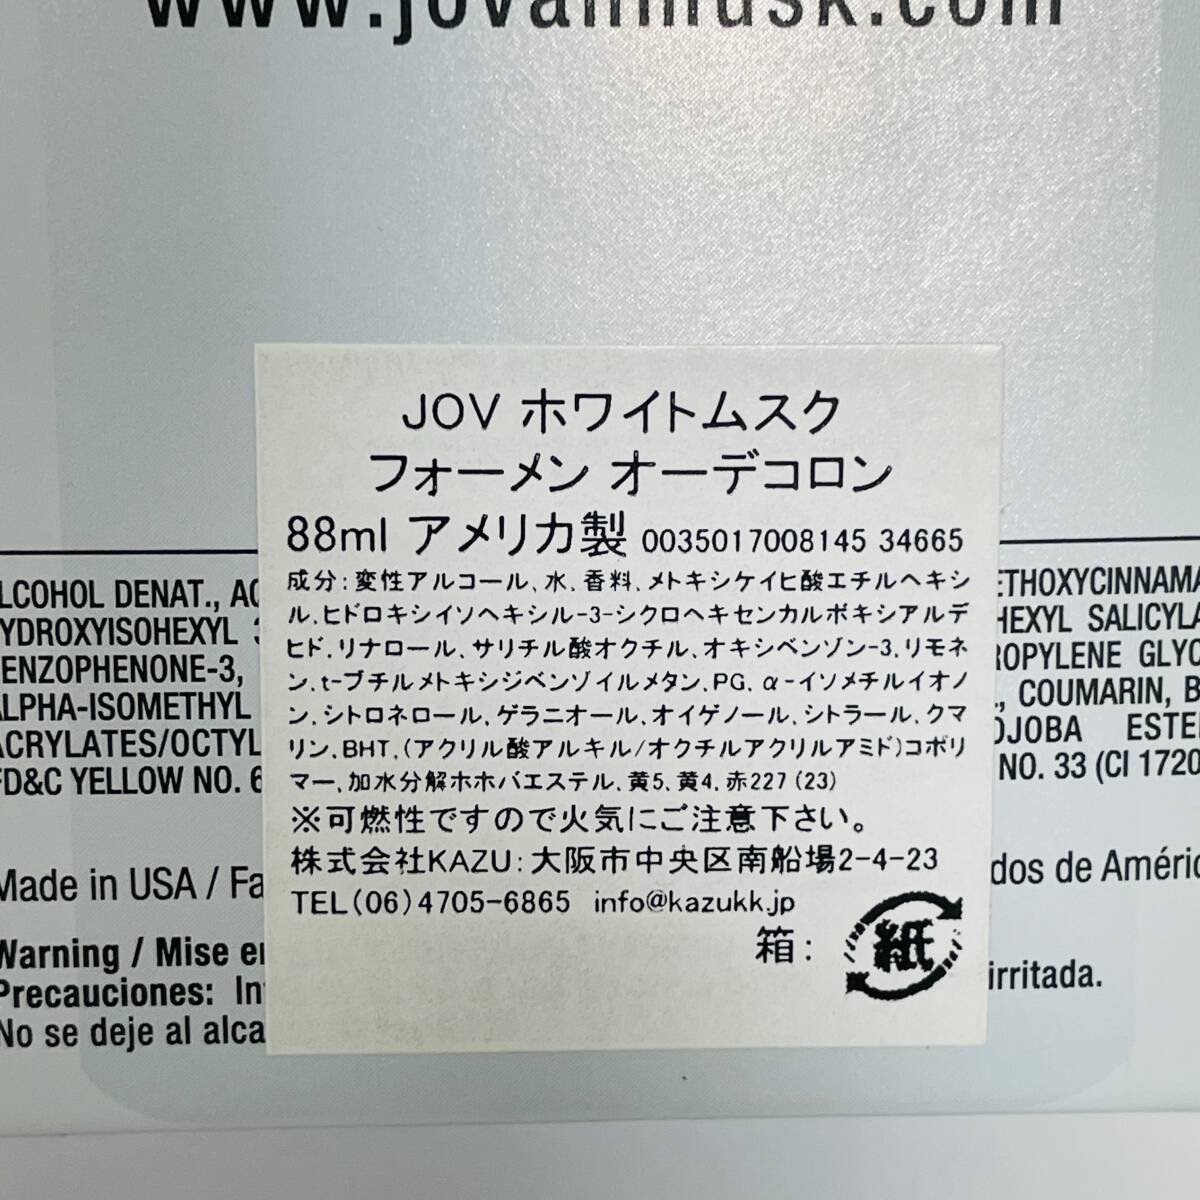 www.jovanmusk.com
JOV ホワイトムスク
フォーメン オーデコロン
88ml アメリカ製 0035017008145 34665
成分:変性アルコール、水、香料、メトキシケイヒ酸エチルヘキシ
ル、ヒドロキシイソヘキシル-3-シクロヘキセンカルボキシアルデ
ヒド、リナロール、サリチル酸オクチル、オキシベンゾン-3、リモネ
ン、t-ブチルメトキシジベンゾイルメタン、PG、α-イソメチルイオノ
ン、シトロネロール、ゲラニオール、オイゲノール、シトラール、クマ
リン、BHT、(アクリル酸アルキル/オクチルアクリルアミド)コポリ
マー、加水分解ホホバエステル、黄5、黄4、赤227 (23)
※可燃性ですので火気にご注意下さい。
株式会社KAZU:大阪市中央区南船場2-4-23
TEL(06)4705-6865 info@kazukk.jp
箱: 紙
LCOHOL DENAT., AQ ETHOXYCINNAMA
YDROXYISOHEXYL 3 HEXYL SALICYLA
ENZOPHENONE-3, ROPYLENE GLYC
ALPHA-ISOMETHYL , COUMARIN, B
ACRYLATES/OCTYL OJOBA ESTE
FD&C YELLOW NO. 6 NO. 33 (CI 1720
Made in USA / Fa dos de Améric
Warning / Mise e
Precauciones: In irritada.
No se deje al alca